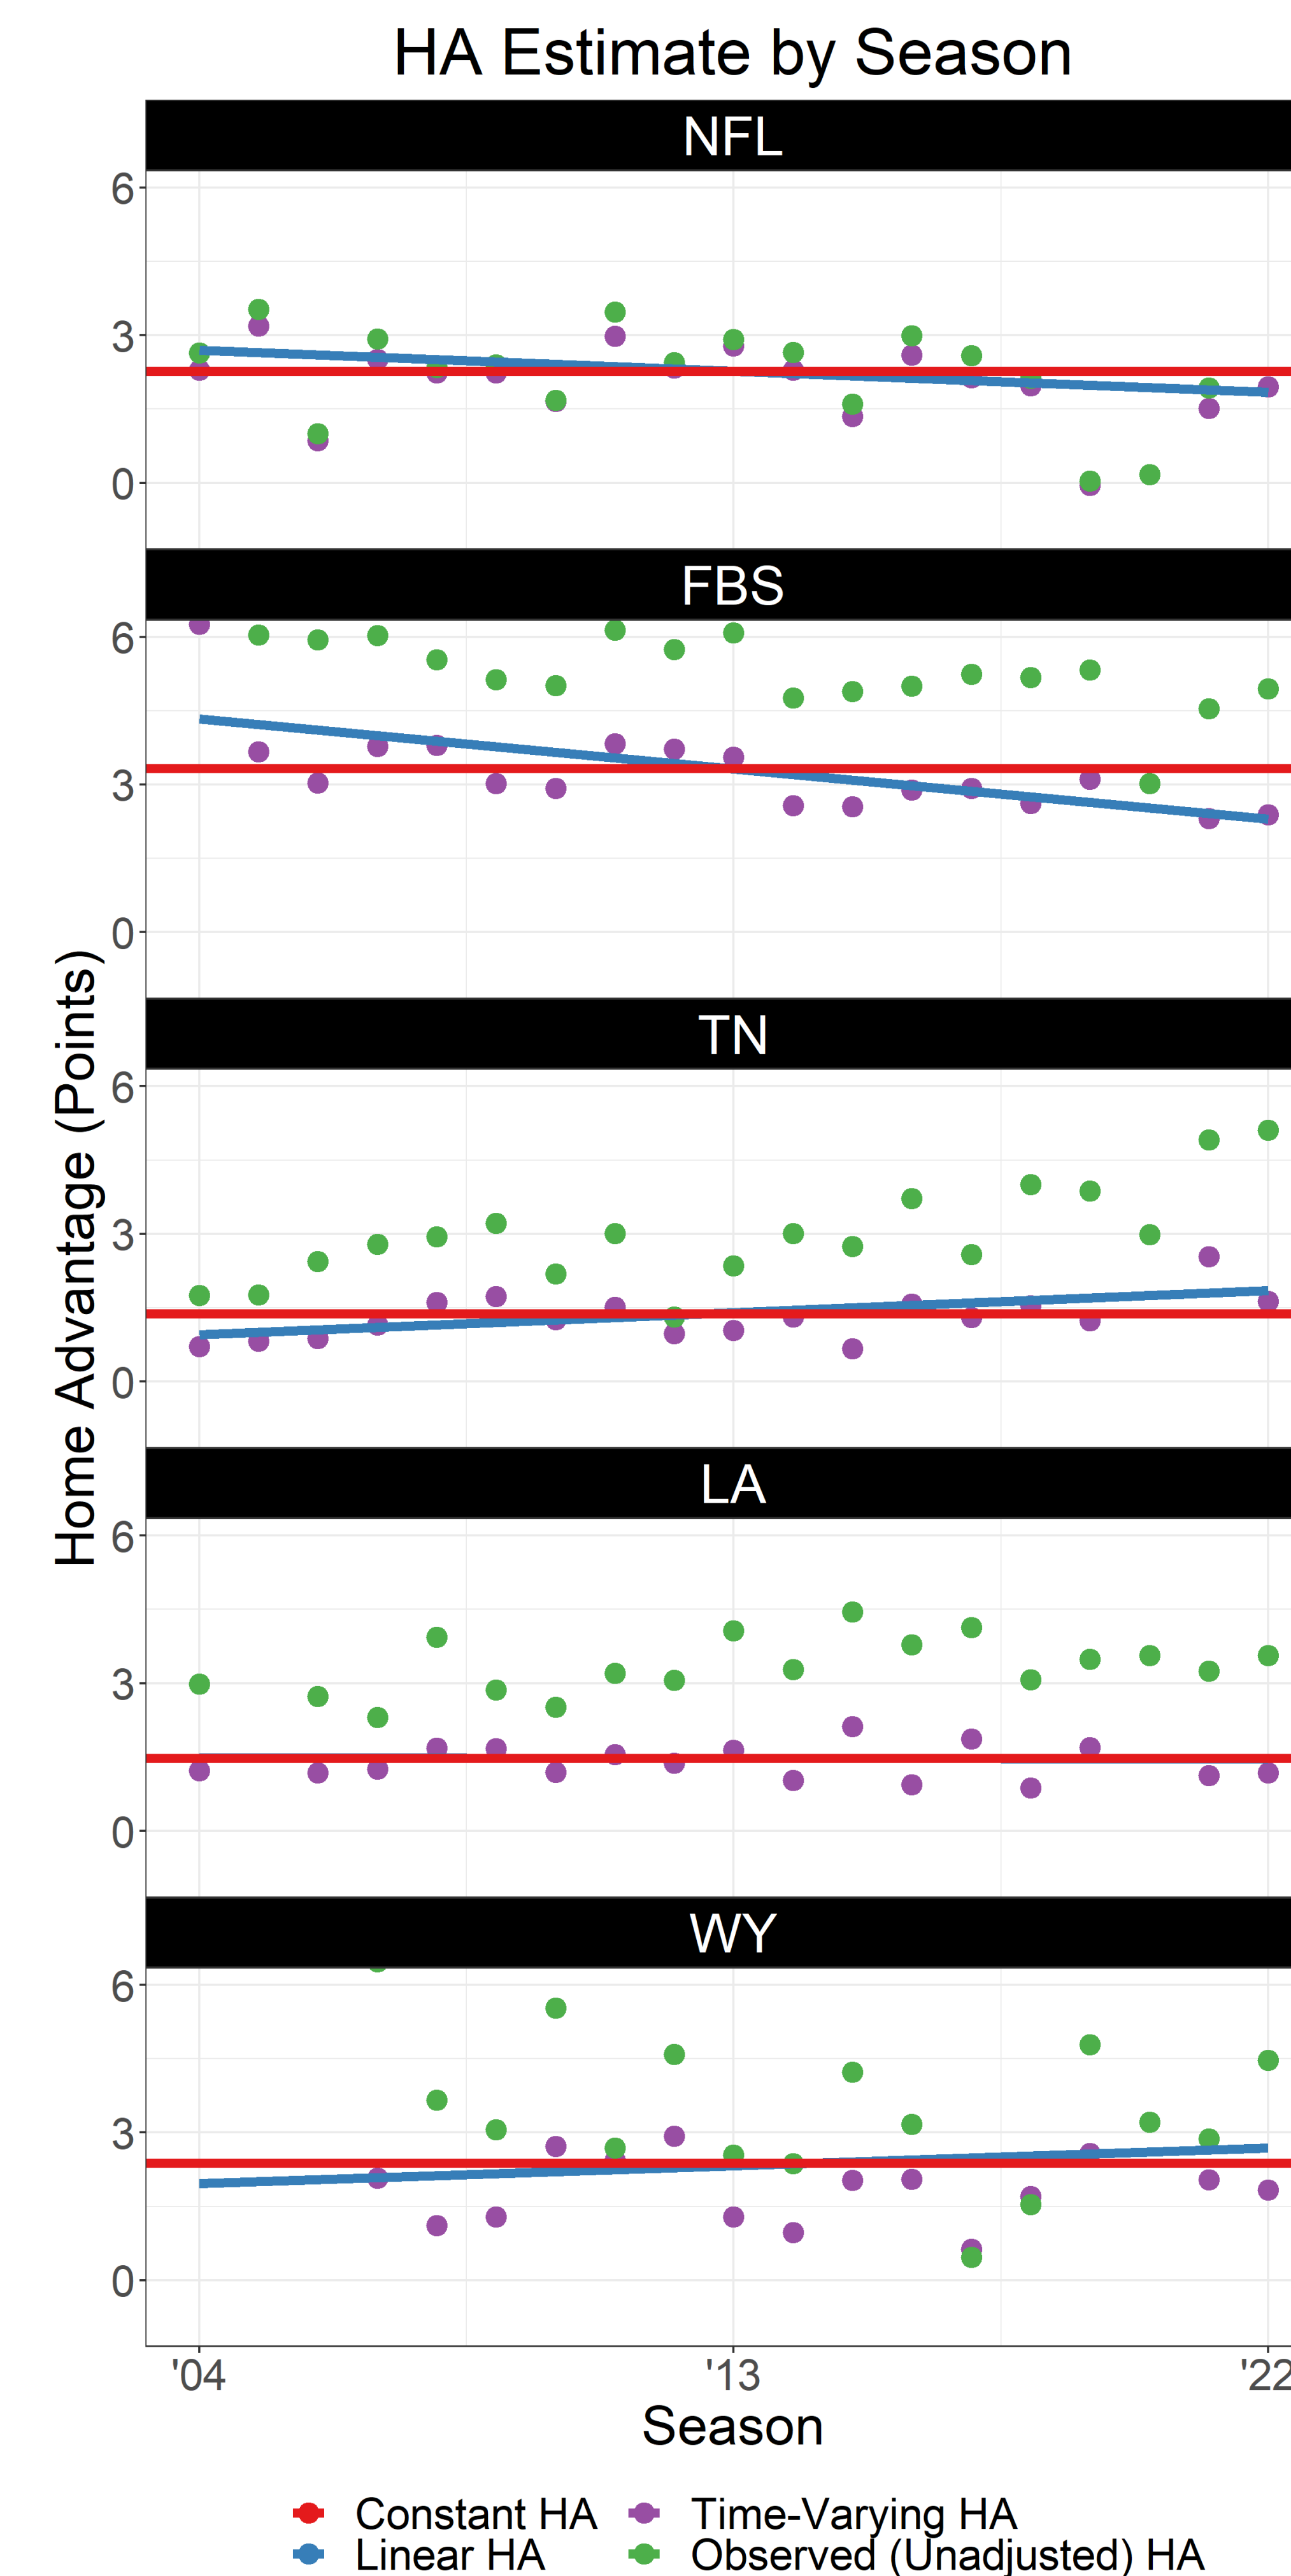 HA Estimate by Season
NFL
6
3
0
FBS
6
3
0
TN
6
3
0
LA
6
3
0
WY
6
3
0
Home Advantage (Points)
'04 '13 '22
Season
Constant HA Time-Varying HA
Linear HA Observed (Unadjusted) HA